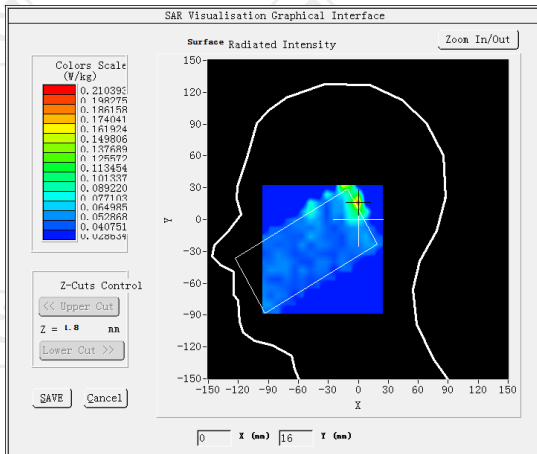 SAR Visualisation Graphical Interface
Surface Radiated Intensity
Zoom In/Out
Colors Scale
(W/kg)
0.210393
0.198275
0.186158
0.174041
0.161924
0.149806
0.137689
0.125572
0.113454
0.101337
0.089220
0.077103
0.064985
0.052868
0.040751
0.028634
150
120
90
60
30
0
-30
-60
-90
-120
-150
Y
-150 -120 -90 -60 -30 0 30 60 90 120 150
X
Z-Cuts Control
<< Upper Cut
Z = 1.8 mm
Lower Cut >>
SAVE Cancel
0 X (mm) 16 Y (mm)